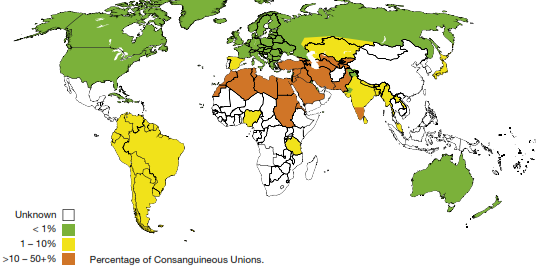 Unknown
< 1%
1 – 10%
>10 – 50+%
Percentage of Consanguineous Unions.